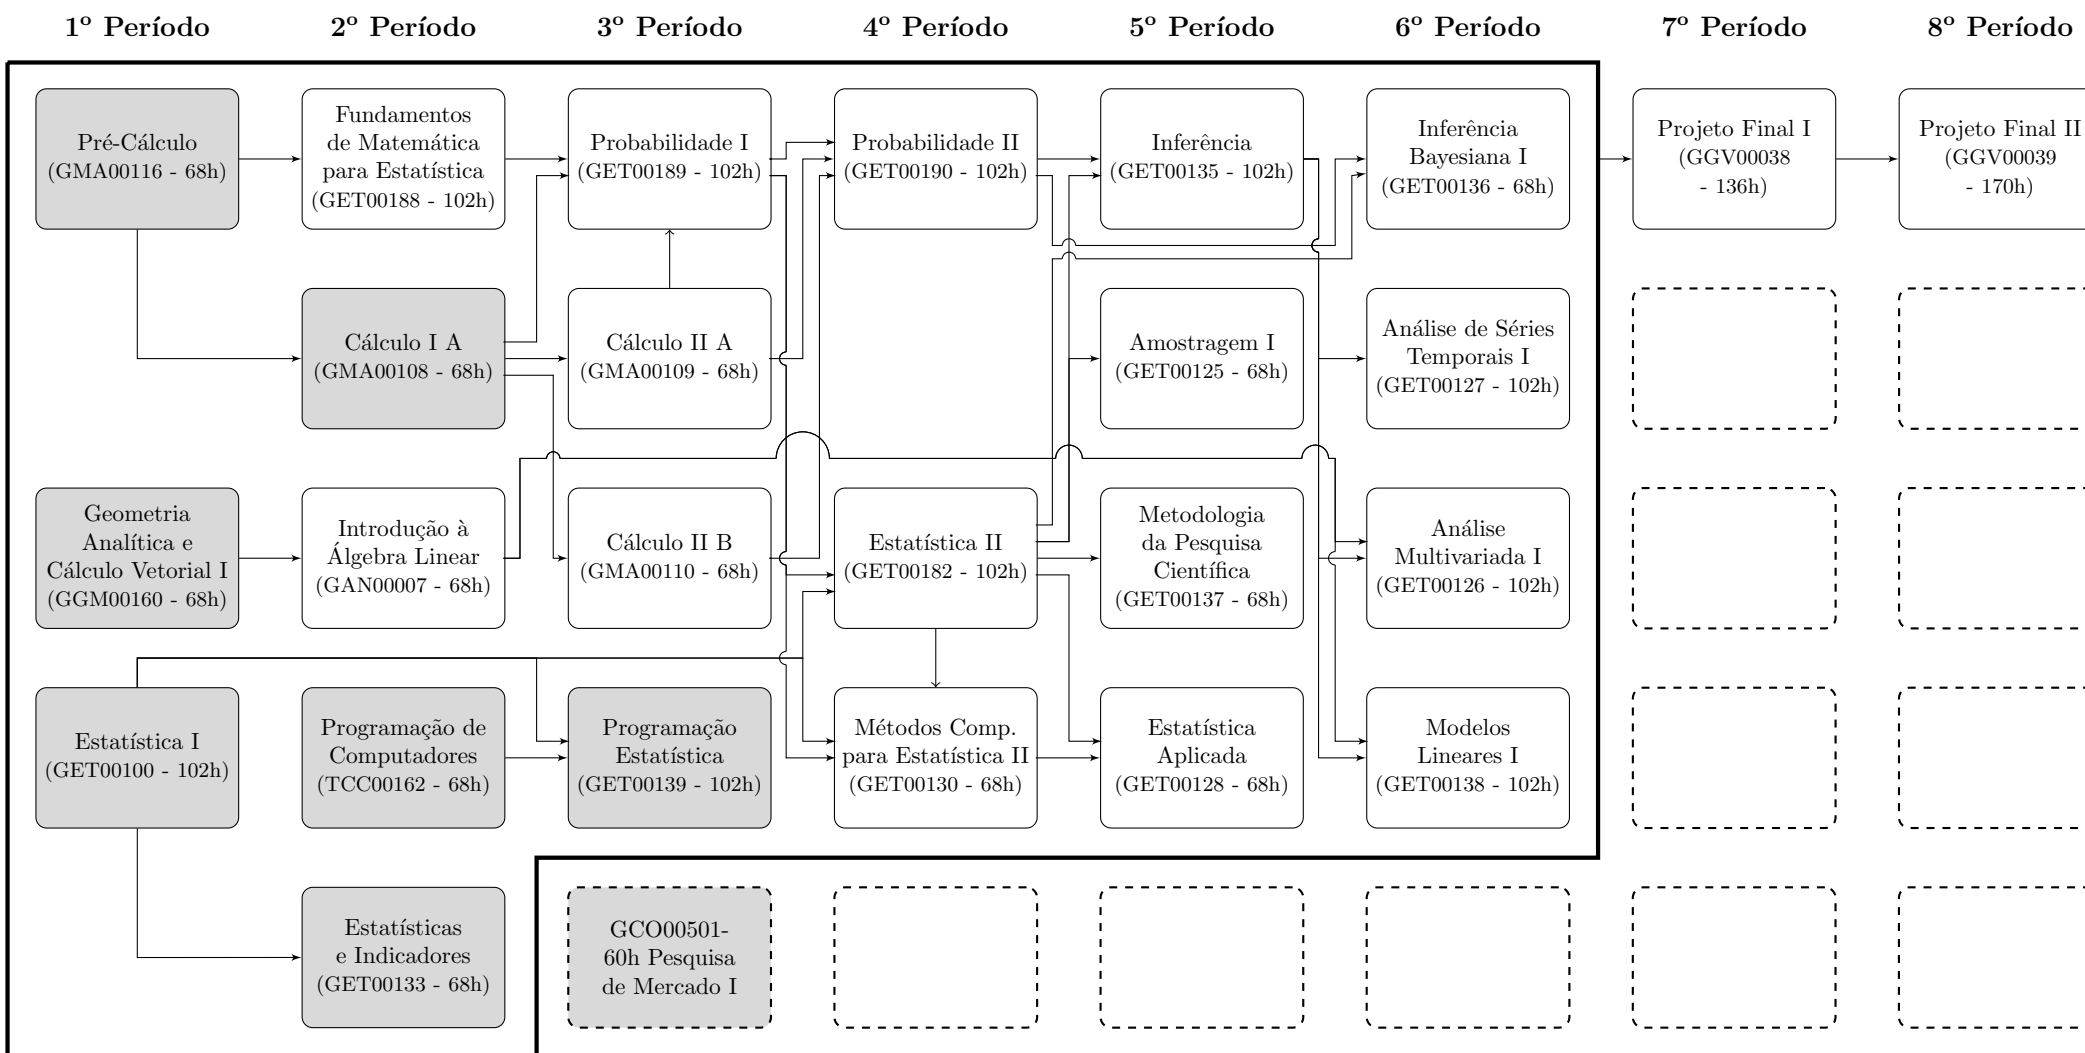 1º Período
2º Período
3º Período
4º Período
5º Período
6º Período
7º Período
8º Período
Pré-Cálculo
(GMA00116 - 68h)
Fundamentos
de Matemática
para Estatística
(GET00188 - 102h)
Probabilidade I
(GET00189 - 102h)
Probabilidade II
(GET00190 - 102h)
Inferência
(GET00135 - 102h)
Inferência
Bayesiana I
(GET00136 - 68h)
Projeto Final I
(GGV00038
- 136h)
Projeto Final II
(GGV00039
- 170h)
Cálculo I A
(GMA00108 - 68h)
Cálculo II A
(GMA00109 - 68h)
Amostragem I
(GET00125 - 68h)
Análise de Séries
Temporais I
(GET00127 - 102h)
Geometria
Analítica e
Cálculo Vetorial I
(GGM00160 - 68h)
Introdução à
Álgebra Linear
(GAN00007 - 68h)
Cálculo II B
(GMA00110 - 68h)
Estatística II
(GET00182 - 102h)
Metodologia
da Pesquisa
Científica
(GET00137 - 68h)
Análise
Multivariada I
(GET00126 - 102h)
Estatística I
(GET00100 - 102h)
Programação de
Computadores
(TCC00162 - 68h)
Programação
Estatística
(GET00139 - 102h)
Métodos Comp.
para Estatística II
(GET00130 - 68h)
Estatística
Aplicada
(GET00128 - 68h)
Modelos
Lineares I
(GET00138 - 102h)
Estatísticas
e Indicadores
(GET00133 - 68h)
GCO00501-
60h Pesquisa
de Mercado I